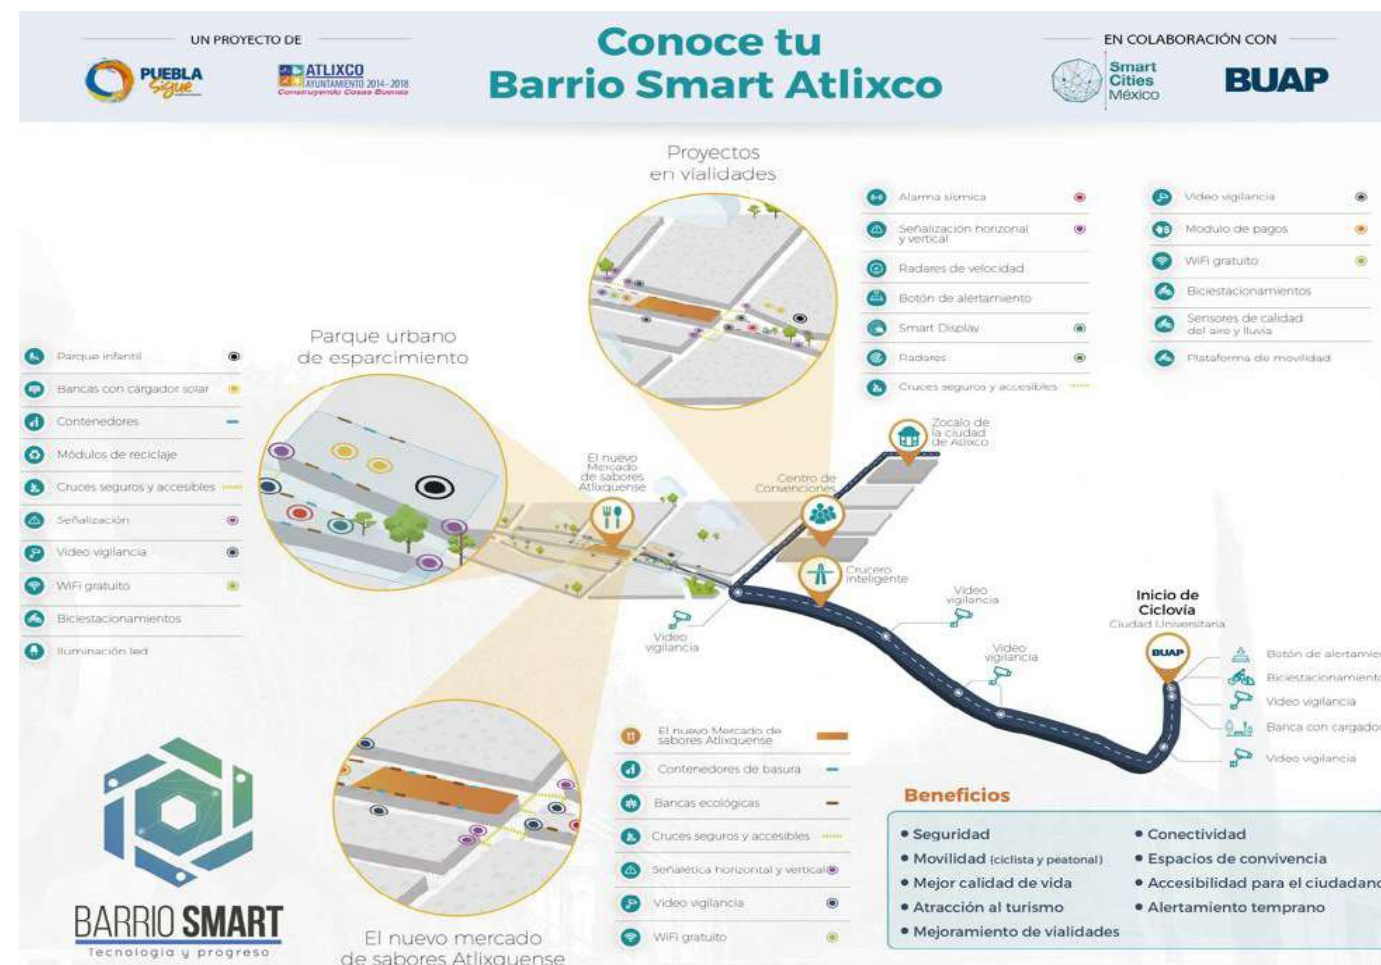 UN PROYECTO DE
PUEBLA
Sigue
ATLIXCO
AYUNTAMIENTO 2014-2018
Construyendo Cosas Buenas
Conoce tu
Barrio Smart Atlixco
EN COLABORACIÓN CON
Smart
Cities
México
BUAP
Proyectos
en vialidades
Alarma sísmica
Señalización horizonal
y vertical
Radares de velocidad
Botón de alertamiento
Smart Display
Radares
Cruces seguros y accesibles
Video vigilancia
Modulo de pagos
WiFi gratuito
Biciestacionamientos
Sensores de calidad
del aire y lluvia
Plataforma de movilidad
Parque urbano
de esparcimiento
Parque infantil
Bancas con cargador solar
Contenedores
Módulos de reciclaje
Cruces seguros y accesibles
Señalización
Video vigilancia
WiFi gratuito
Biciestacionamientos
Iluminación led
El nuevo
Mercado
de sabores
Atlixquense
Zocalo de
la ciudad
de Atlixco
Centro de
Convenciones
Crucero
inteligente
Video
vigilancia
Video
vigilancia
Video
vigilancia
Inicio de
Ciclovía
Ciudad Universitaria
BUAP
Botón de alertamie
Biciestacionamiento
Video vigilancia
Banca con cargador
Video vigilancia
El nuevo Mercado de
sabores Atlixquense
Contenedores de basura
Bancas ecológicas
Cruces seguros y accesibles
Señalética horizontal y vertical
Video vigilancia
WiFi gratuito
El nuevo mercado
de sabores Atlixquense
BARRIO SMART
Tecnología y progreso
Beneficios
• Seguridad
• Movilidad (ciclista y peatonal)
• Mejor calidad de vida
• Atracción al turismo
• Mejoramiento de vialidades
• Conectividad
• Espacios de convivencia
• Accesibilidad para el ciudadano
• Alertamiento temprano